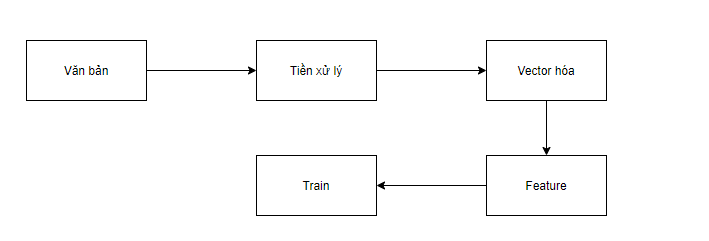 Văn bản
Tiền xử lý
Vector hóa
Feature
Train